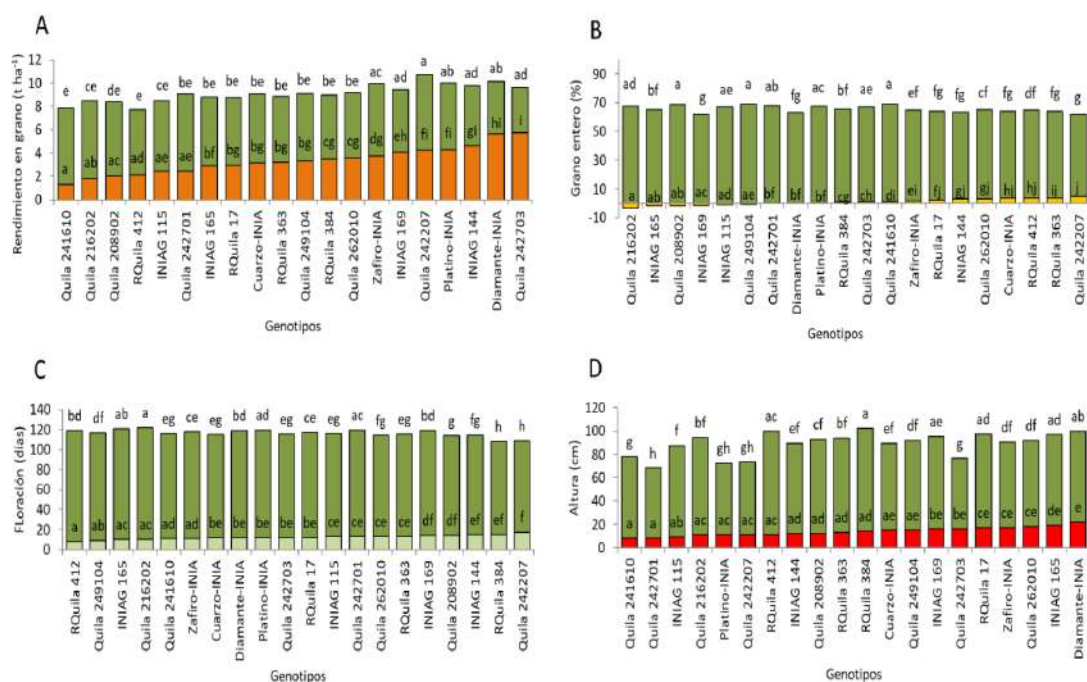 A
Rendimiento en grano (t ha⁻¹)
12
10
8
6
4
2
0
e ce de be ce be be be be be be be be ac ad a ab ad ab ad
a ab ac ad ae ae bf bg bg bg bg cg cg dg eh fi fi gi hi i
Quila 241610
Quila 216202
Quila 208902
RQuila 412
INIAG 115
Quila 242701
INIAG 165
RQuila 17
Cuarzo-INIA
RQuila 363
Quila 249104
RQuila 384
Quila 262010
Zafiro-INIA
INIAG 169
Quila 242207
Platino-INIA
INIAG 144
Diamante-INIA
Quila 242703
Genotipos
B
Grano entero (%)
90
70
50
30
10
-10
ad bf a g ae a ab fg ac bf ae a ef fg fg cf fg df fg g
a ab ab ac ad ae bf bf bf cg ch di ei fj gj gj hj hj ij j
Quila 216202
INIAG 165
Quila 208902
INIAG 169
INIAG 115
Quila 249104
Quila 242701
Diamante-INIA
Platino-INIA
RQuila 384
Quila 242703
Quila 241610
Zafiro-INIA
RQuila 17
INIAG 144
Quila 262010
Cuarzo-INIA
RQuila 412
RQuila 363
Quila 242207
Genotipos
C
FLoración (días)
140
120
100
80
60
40
20
0
bd df ab a eg ce eg bd ad eg ce eg ac fg eg bd g fg h h
a ab ac ac ad ad be be be be be ce ce ce ce df df ef ef f
RQuila 412
Quila 249104
INIAG 165
Quila 216202
Quila 241610
Zafiro-INIA
Cuarzo-INIA
Diamante-INIA
Platino-INIA
Quila 242703
RQuila 17
INIAG 115
Quila 242701
Quila 262010
RQuila 363
INIAG 169
Quila 208902
INIAG 144
RQuila 384
Quila 242207
Genotipos
D
Altura (cm)
120
100
80
60
40
20
0
g h f bf gh gh ac ef cf bf a ef df ae g ad df df ad ab
a a ab ac ac ac ac ad ad ad ad ae ae be be ce ce ce de e
Quila 241610
Quila 242701
INIAG 115
Quila 216202
Platino-INIA
Quila 242207
RQuila 412
INIAG 144
Quila 208902
RQuila 363
RQuila 384
Cuarzo-INIA
Quila 249104
INIAG 169
Quila 242703
RQuila 17
Zafiro-INIA
Quila 262010
INIAG 165
Diamante-INIA
Genotipos